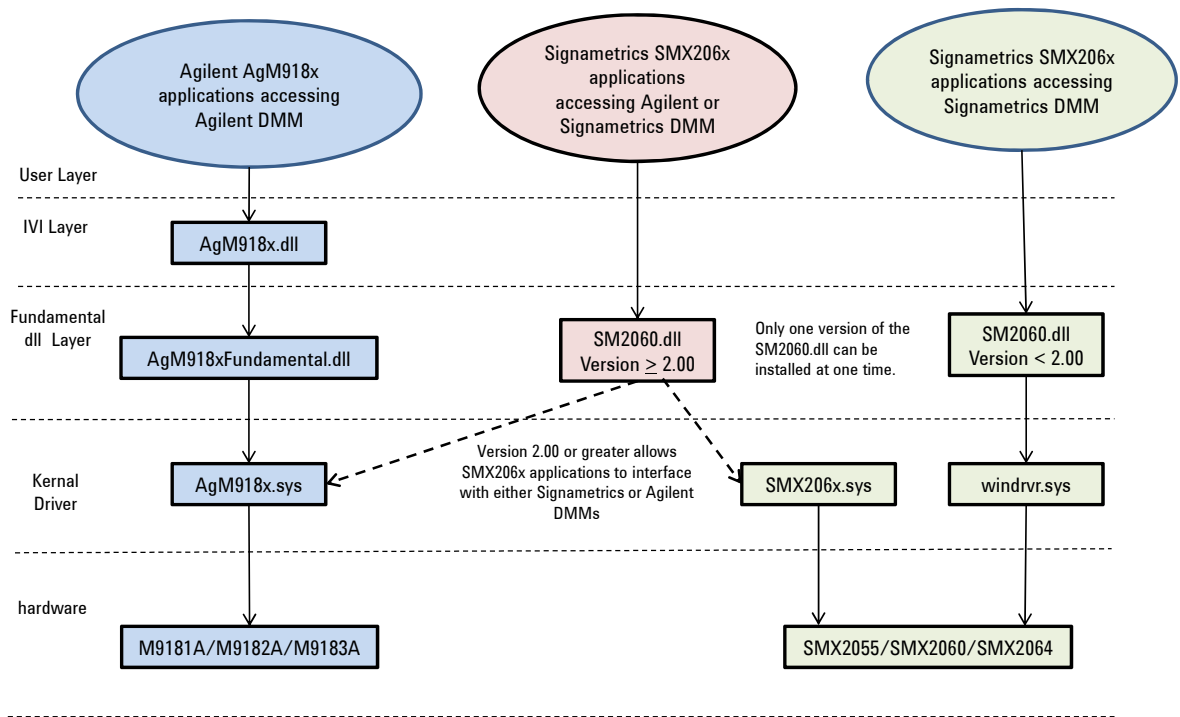 Agilent AgM918x
applications accessing
Agilent DMM
Signametrics SMX206x
applications
accessing Agilent or
Signametrics DMM
Signametrics SMX206x
applications accessing
Signametrics DMM
User Layer
IVI Layer
AgM918x.dll
Fundamental
dll Layer
AgM918xFundamental.dll
SM2060.dll
Version ≥ 2.00
Only one version of the
SM2060.dll can be
installed at one time.
SM2060.dll
Version < 2.00
Kernal
Driver
AgM918x.sys
Version 2.00 or greater allows
SMX206x applications to interface
with either Signametrics or Agilent
DMMs
SMX206x.sys
windrvr.sys
hardware
M9181A/M9182A/M9183A
SMX2055/SMX2060/SMX2064